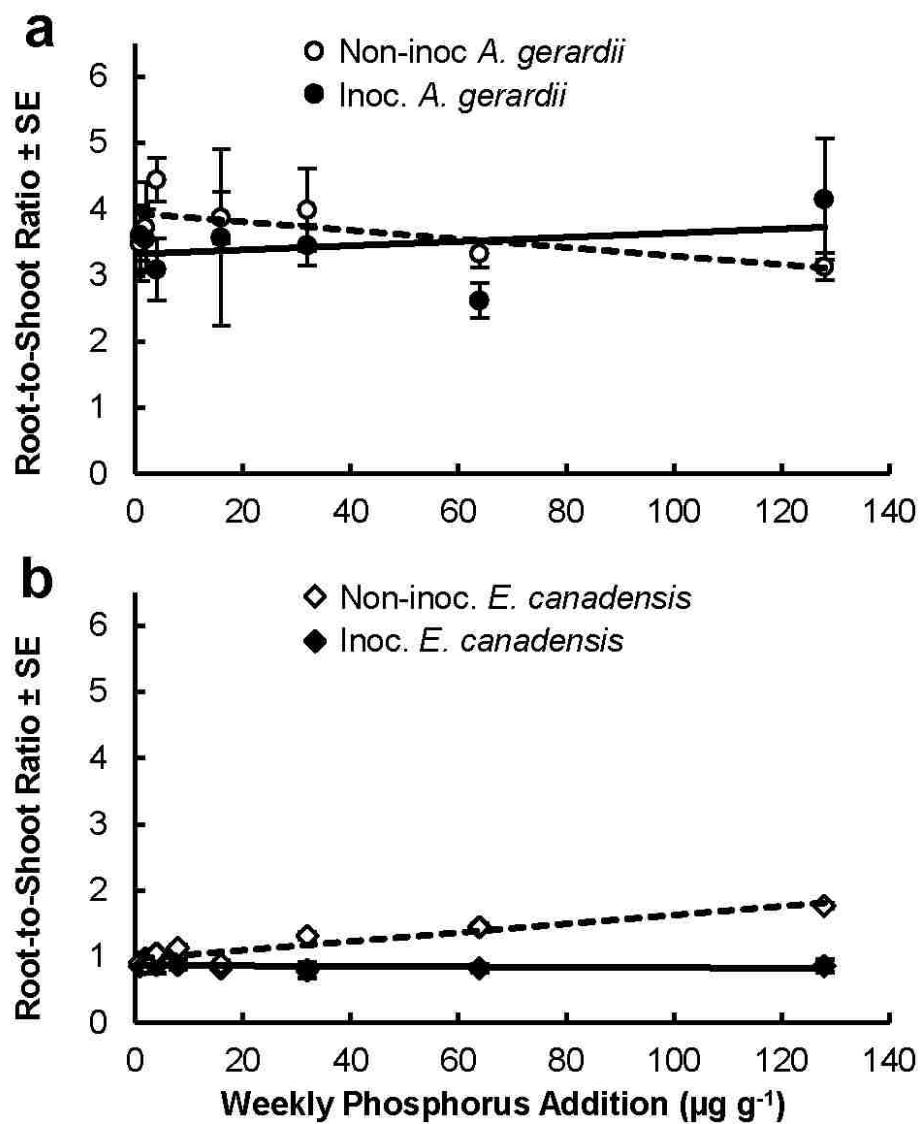 a
Root-to-Shoot Ratio ± SE
Non-inoc A. gerardii
Inoc. A. gerardii
6
5
4
3
2
1
0
0 20 40 60 80 100 120 140
b
Root-to-Shoot Ratio ± SE
Non-inoc. E. canadensis
Inoc. E. canadensis
6
5
4
3
2
1
0
0 20 40 60 80 100 120 140
Weekly Phosphorus Addition (µg g⁻¹)